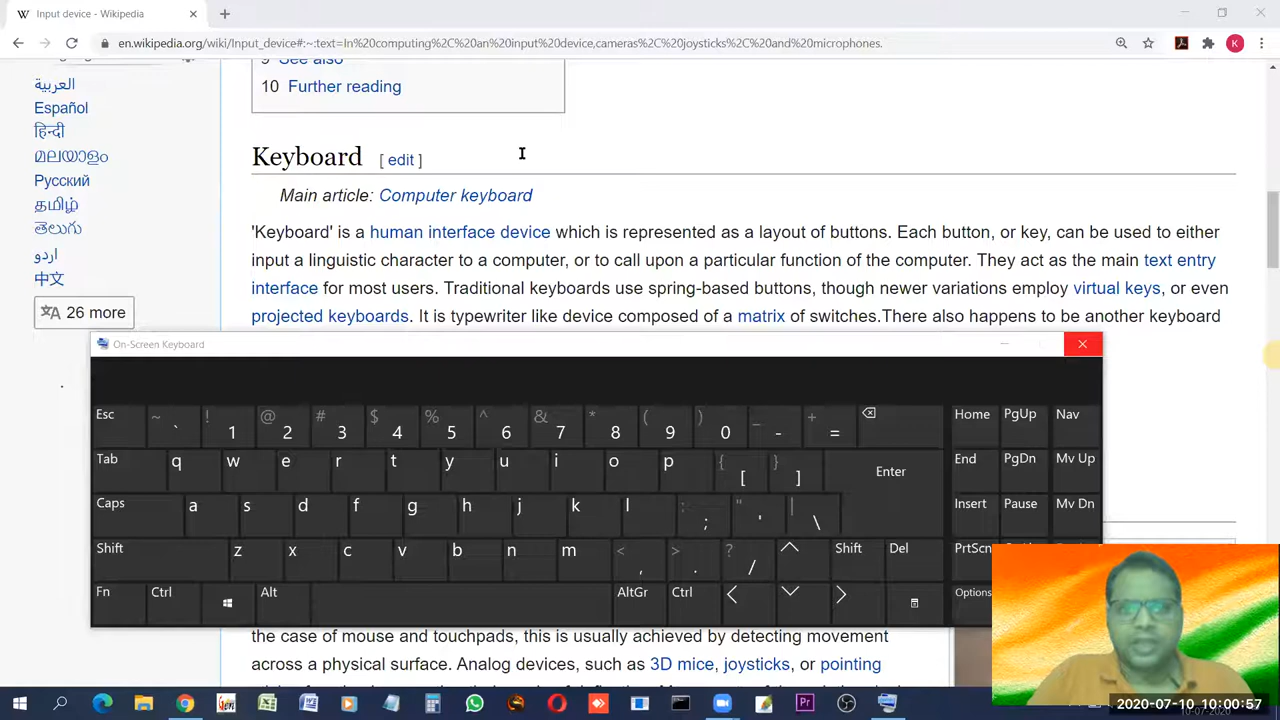 Input device - Wikipedia
en.wikipedia.org/wiki/Input_device#:~:text=In%20computing%2C%20an%20input%20device,cameras%2C%20joysticks%2C%20and%20microphones.
K
9 See also
10 Further reading
العربية
Español
हिन्दी
മലയാളം
Русский
தமிழ்
తెలుగు
اردو
中文
26 more
Keyboard [ edit ]
Main article: Computer keyboard
'Keyboard' is a human interface device which is represented as a layout of buttons. Each button, or key, can be used to either
input a linguistic character to a computer, or to call upon a particular function of the computer. They act as the main text entry
interface for most users. Traditional keyboards use spring-based buttons, though newer variations employ virtual keys, or even
projected keyboards. It is typewriter like device composed of a matrix of switches.There also happens to be another keyboard
On-Screen Keyboard
Esc ~ ` ! 1 @ 2 # 3 $ 4 % 5 ^ 6 & 7 * 8 ( 9 ) 0 _ - + = Home PgUp Nav
Tab q w e r t y u i o p { [ } ] Enter End PgDn Mv Up
Caps a s d f g h j k l : ; " ' | \ Insert Pause Mv Dn
Shift z x c v b n m < , > . ? / Shift Del PrtScn
Fn Ctrl Alt AltGr Ctrl Options
the case of mouse and touchpads, this is usually achieved by detecting movement
across a physical surface. Analog devices, such as 3D mice, joysticks, or pointing
Pr
2020-07-10 10:00:57
10-07-2020